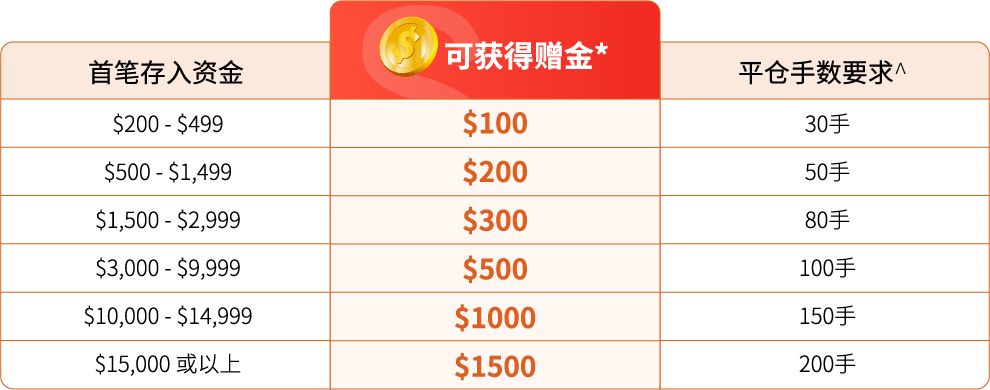 首笔存入资金 可获得赠金* 平仓手数要求^
$200 - $499 $100 30手
$500 - $1,499 $200 50手
$1,500 - $2,999 $300 80手
$3,000 - $9,999 $500 100手
$10,000 - $14,999 $1000 150手
$15,000 或以上 $1500 200手